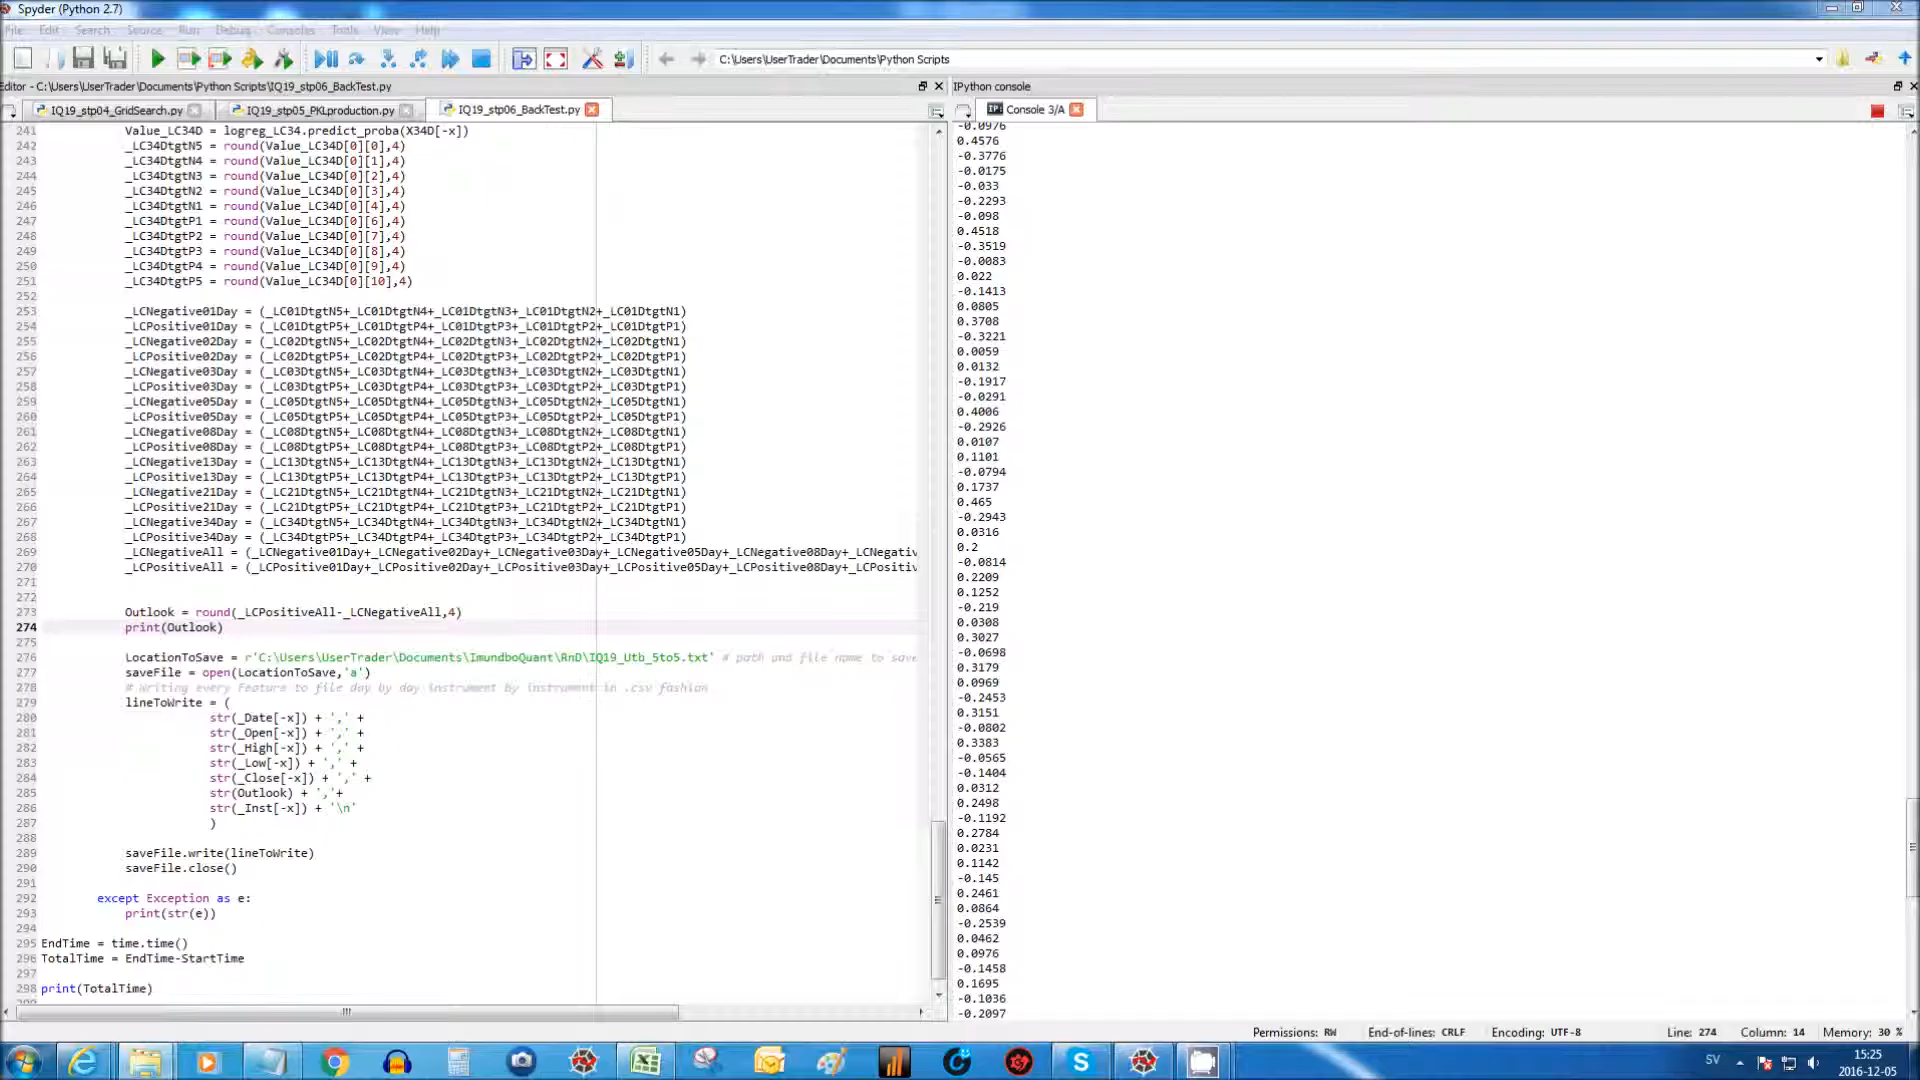 Spyder (Python 2.7)
File Edit Search Source Run Debug Consoles Tools View Help
C:\Users\UserTrader\Documents\Python Scripts
Editor - C:\Users\UserTrader\Documents\Python Scripts\IQ19_stp06_BackTest.py
IPython console
IQ19_stp04_GridSearch.py
IQ19_stp05_PKLproduction.py
IQ19_stp06_BackTest.py
Console 3/A
241 Value_LC34D = logreg_LC34.predict_proba(X34D[-x])
242 _LC34DtgtN5 = round(Value_LC34D[0][0],4)
243 _LC34DtgtN4 = round(Value_LC34D[0][1],4)
244 _LC34DtgtN3 = round(Value_LC34D[0][2],4)
245 _LC34DtgtN2 = round(Value_LC34D[0][3],4)
246 _LC34DtgtN1 = round(Value_LC34D[0][4],4)
247 _LC34DtgtP1 = round(Value_LC34D[0][6],4)
248 _LC34DtgtP2 = round(Value_LC34D[0][7],4)
249 _LC34DtgtP3 = round(Value_LC34D[0][8],4)
250 _LC34DtgtP4 = round(Value_LC34D[0][9],4)
251 _LC34DtgtP5 = round(Value_LC34D[0][10],4)
252
253 _LCNegative01Day = (_LC01DtgtN5+_LC01DtgtN4+_LC01DtgtN3+_LC01DtgtN2+_LC01DtgtN1)
254 _LCPositive01Day = (_LC01DtgtP5+_LC01DtgtP4+_LC01DtgtP3+_LC01DtgtP2+_LC01DtgtP1)
255 _LCNegative02Day = (_LC02DtgtN5+_LC02DtgtN4+_LC02DtgtN3+_LC02DtgtN2+_LC02DtgtN1)
256 _LCPositive02Day = (_LC02DtgtP5+_LC02DtgtP4+_LC02DtgtP3+_LC02DtgtP2+_LC02DtgtP1)
257 _LCNegative03Day = (_LC03DtgtN5+_LC03DtgtN4+_LC03DtgtN3+_LC03DtgtN2+_LC03DtgtN1)
258 _LCPositive03Day = (_LC03DtgtP5+_LC03DtgtP4+_LC03DtgtP3+_LC03DtgtP2+_LC03DtgtP1)
259 _LCNegative05Day = (_LC05DtgtN5+_LC05DtgtN4+_LC05DtgtN3+_LC05DtgtN2+_LC05DtgtN1)
260 _LCPositive05Day = (_LC05DtgtP5+_LC05DtgtP4+_LC05DtgtP3+_LC05DtgtP2+_LC05DtgtP1)
261 _LCNegative08Day = (_LC08DtgtN5+_LC08DtgtN4+_LC08DtgtN3+_LC08DtgtN2+_LC08DtgtN1)
262 _LCPositive08Day = (_LC08DtgtP5+_LC08DtgtP4+_LC08DtgtP3+_LC08DtgtP2+_LC08DtgtP1)
263 _LCNegative13Day = (_LC13DtgtN5+_LC13DtgtN4+_LC13DtgtN3+_LC13DtgtN2+_LC13DtgtN1)
264 _LCPositive13Day = (_LC13DtgtP5+_LC13DtgtP4+_LC13DtgtP3+_LC13DtgtP2+_LC13DtgtP1)
265 _LCNegative21Day = (_LC21DtgtN5+_LC21DtgtN4+_LC21DtgtN3+_LC21DtgtN2+_LC21DtgtN1)
266 _LCPositive21Day = (_LC21DtgtP5+_LC21DtgtP4+_LC21DtgtP3+_LC21DtgtP2+_LC21DtgtP1)
267 _LCNegative34Day = (_LC34DtgtN5+_LC34DtgtN4+_LC34DtgtN3+_LC34DtgtN2+_LC34DtgtN1)
268 _LCPositive34Day = (_LC34DtgtP5+_LC34DtgtP4+_LC34DtgtP3+_LC34DtgtP2+_LC34DtgtP1)
269 _LCNegativeAll = (_LCNegative01Day+_LCNegative02Day+_LCNegative03Day+_LCNegative05Day+_LCNegative08Day+_LCNegativ
270 _LCPositiveAll = (_LCPositive01Day+_LCPositive02Day+_LCPositive03Day+_LCPositive05Day+_LCPositive08Day+_LCPositiv
271
272
273 Outlook = round(_LCPositiveAll-_LCNegativeAll,4)
274 print(Outlook)
275
276 LocationToSave = r'C:\Users\UserTrader\Documents\ImundboQuant\RnD\IQ19_Utb_5to5.txt' # path and file name to save
277 saveFile = open(LocationToSave,'a')
278 # Writing every Feature to file day by day instrument by instrument in .csv fashion
279 lineToWrite = (
280 str(_Date[-x]) + ',' +
281 str(_Open[-x]) + ',' +
282 str(_High[-x]) + ',' +
283 str(_Low[-x]) + ',' +
284 str(_Close[-x]) + ',' +
285 str(Outlook) + ','+
286 str(_Inst[-x]) + '\n'
287 )
288
289 saveFile.write(lineToWrite)
290 saveFile.close()
291
292 except Exception as e:
293 print(str(e))
294
295 EndTime = time.time()
296 TotalTime = EndTime-StartTime
297
298 print(TotalTime)
299
-0.0976
0.4576
-0.3776
-0.0175
-0.033
-0.2293
-0.098
0.4518
-0.3519
-0.0083
0.022
-0.1413
0.0805
0.3708
-0.3221
0.0059
0.0132
-0.1917
-0.0291
0.4006
-0.2926
0.0107
0.1101
-0.0794
0.1737
0.465
-0.2943
0.0316
0.2
-0.0814
0.2209
0.1252
-0.219
0.0308
0.3027
-0.0698
0.3179
0.0969
-0.2453
0.3151
-0.0802
0.3383
-0.0565
-0.1404
0.0312
0.2498
-0.1192
0.2784
0.0231
0.1142
-0.145
0.2461
0.0864
-0.2539
0.0462
0.0976
-0.1458
0.1695
-0.1036
-0.2097
Permissions: RW End-of-lines: CRLF Encoding: UTF-8 Line: 274 Column: 14 Memory: 30 %
SV
15:25
2016-12-05